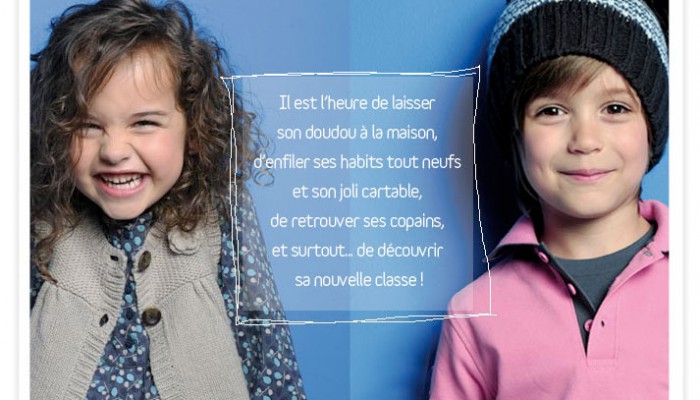 Il est l'heure de laisser
son doudou à la maison,
d'enfiler ses habits tout neufs
et son joli cartable,
de retrouver ses copains,
et surtout... de découvrir
sa nouvelle classe !